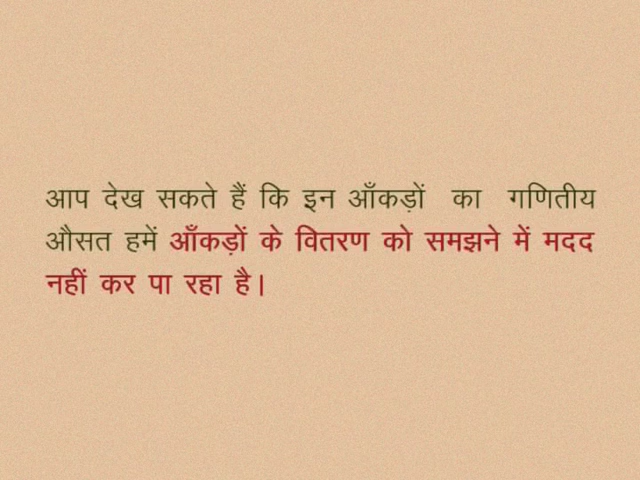 आप देख सकते हैं कि इन आँकड़ों का गणितीय
औसत हमें आँकड़ों के वितरण को समझने में मदद
नहीं कर पा रहा है।